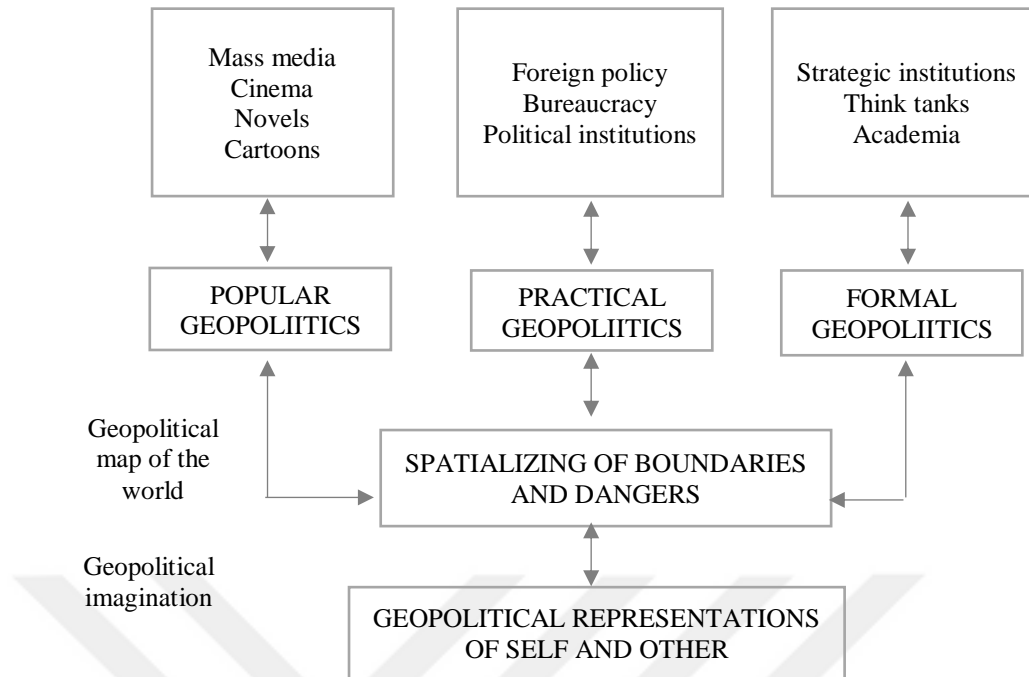 Mass media
Cinema
Novels
Cartoons
Foreign policy
Bureaucracy
Political institutions
Strategic institutions
Think tanks
Academia
POPULAR
GEOPOLIITICS
PRACTICAL
GEOPOLIITICS
FORMAL
GEOPOLIITICS
Geopolitical
map of the
world
SPATIALIZING OF BOUNDARIES
AND DANGERS
Geopolitical
imagination
GEOPOLITICAL REPRESENTATIONS
OF SELF AND OTHER